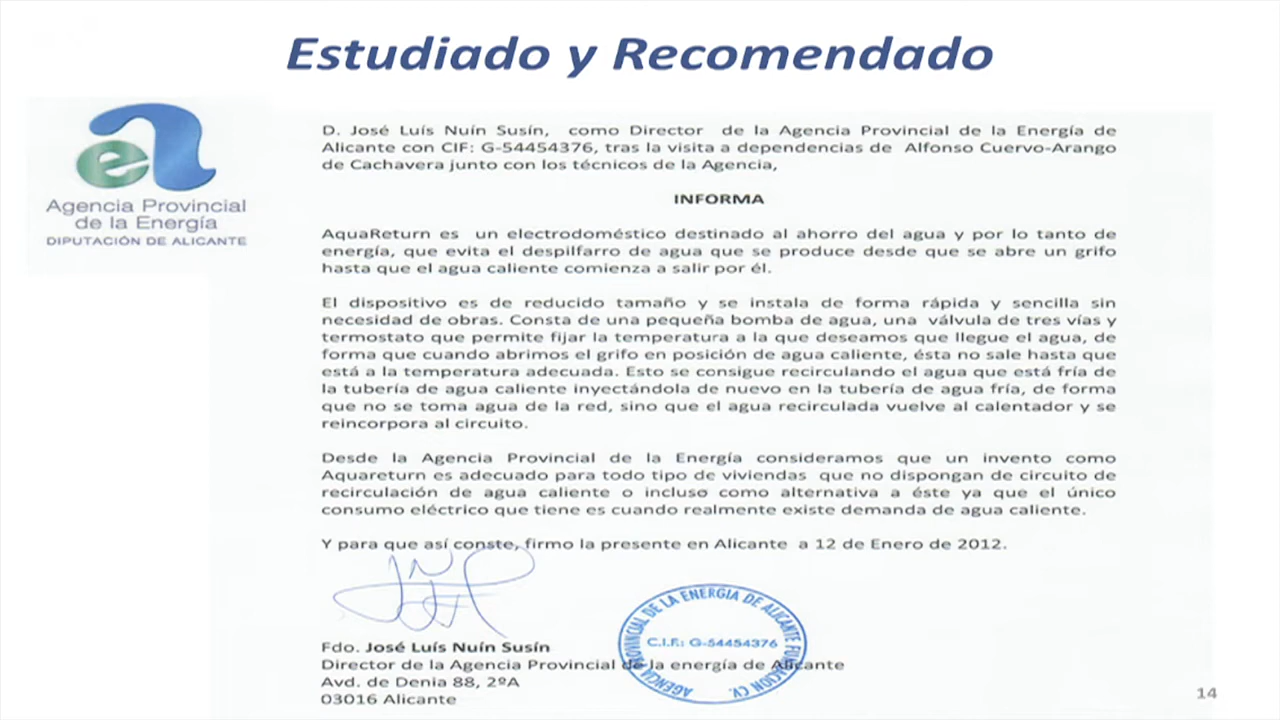 Estudiado y Recomendado
Agencia Provincial
de la Energía
DIPUTACIÓN DE ALICANTE
D. José Luís Nuín Susín, como Director de la Agencia Provincial de la Energía de
Alicante con CIF: G-54454376, tras la visita a dependencias de Alfonso Cuervo-Arango
de Cachavera junto con los técnicos de la Agencia,
INFORMA
AquaReturn es un electrodoméstico destinado al ahorro del agua y por lo tanto de
energía, que evita el despilfarro de agua que se produce desde que se abre un grifo
hasta que el agua caliente comienza a salir por él.
El dispositivo es de reducido tamaño y se instala de forma rápida y sencilla sin
necesidad de obras. Consta de una pequeña bomba de agua, una válvula de tres vías y
termostato que permite fijar la temperatura a la que deseamos que llegue el agua, de
forma que cuando abrimos el grifo en posición de agua caliente, ésta no sale hasta que
está a la temperatura adecuada. Esto se consigue recirculando el agua que está fría de
la tubería de agua caliente inyectándola de nuevo en la tubería de agua fría, de forma
que no se toma agua de la red, sino que el agua recirculada vuelve al calentador y se
reincorpora al circuito.
Desde la Agencia Provincial de la Energía consideramos que un invento como
Aquareturn es adecuado para todo tipo de viviendas que no dispongan de circuito de
recirculación de agua caliente o incluso como alternativa a éste ya que el único
consumo eléctrico que tiene es cuando realmente existe demanda de agua caliente.
Y para que así conste, firmo la presente en Alicante a 12 de Enero de 2012.
Fdo. José Luís Nuín Susín
Director de la Agencia Provincial de la energía de Alicante
Avd. de Denia 88, 2ºA
03016 Alicante
AGENCIA PROVINCIAL DE LA ENERGIA DE ALICANTE FUNDACION CV.
C.I.F.: G-54454376
14